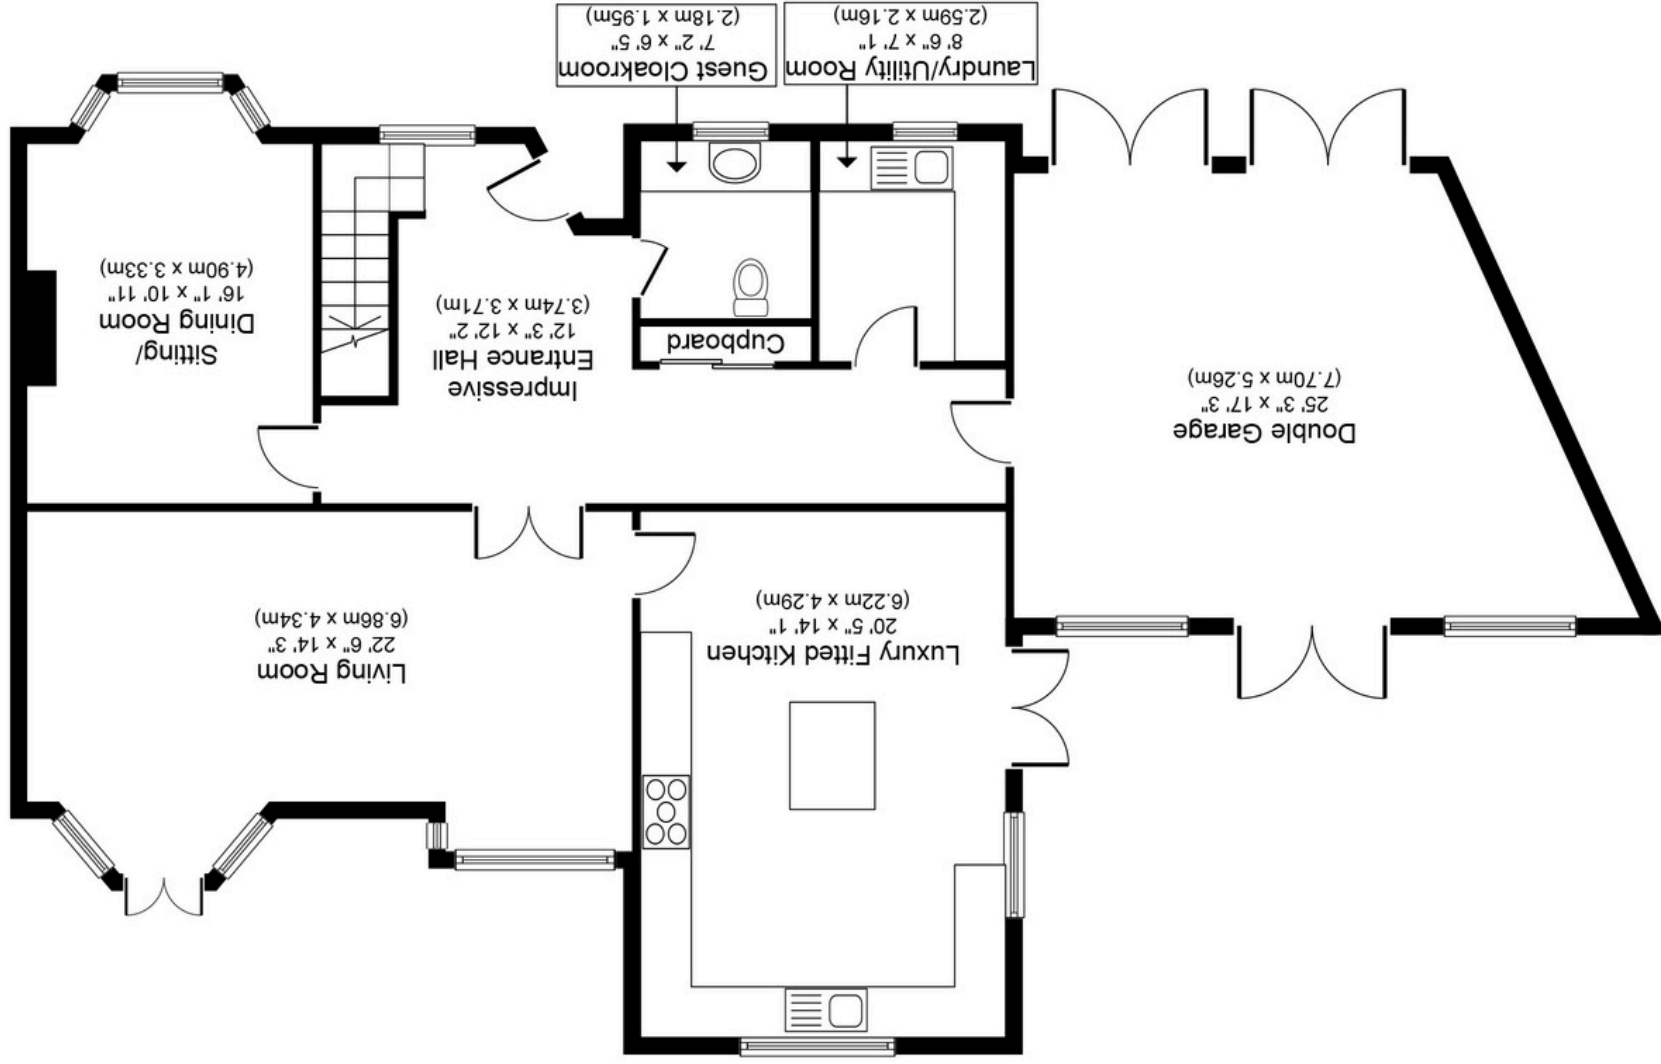 Living Room
22' 6" x 14' 3"
(6.86m x 4.34m)
Luxury Fitted Kitchen
20' 5" x 14' 1"
(6.22m x 4.29m)
Double Garage
25' 3" x 17' 3"
(7.70m x 5.26m)
Impressive
Entrance Hall
12' 3" x 12' 2"
(3.74m x 3.71m)
Sitting/
Dining Room
16' 1" x 10' 11"
(4.90m x 3.33m)
Cupboard
Laundry/Utility Room
8' 6" x 7' 1"
(2.59m x 2.16m)
Guest Cloakroom
7' 2" x 6' 5"
(2.18m x 1.95m)